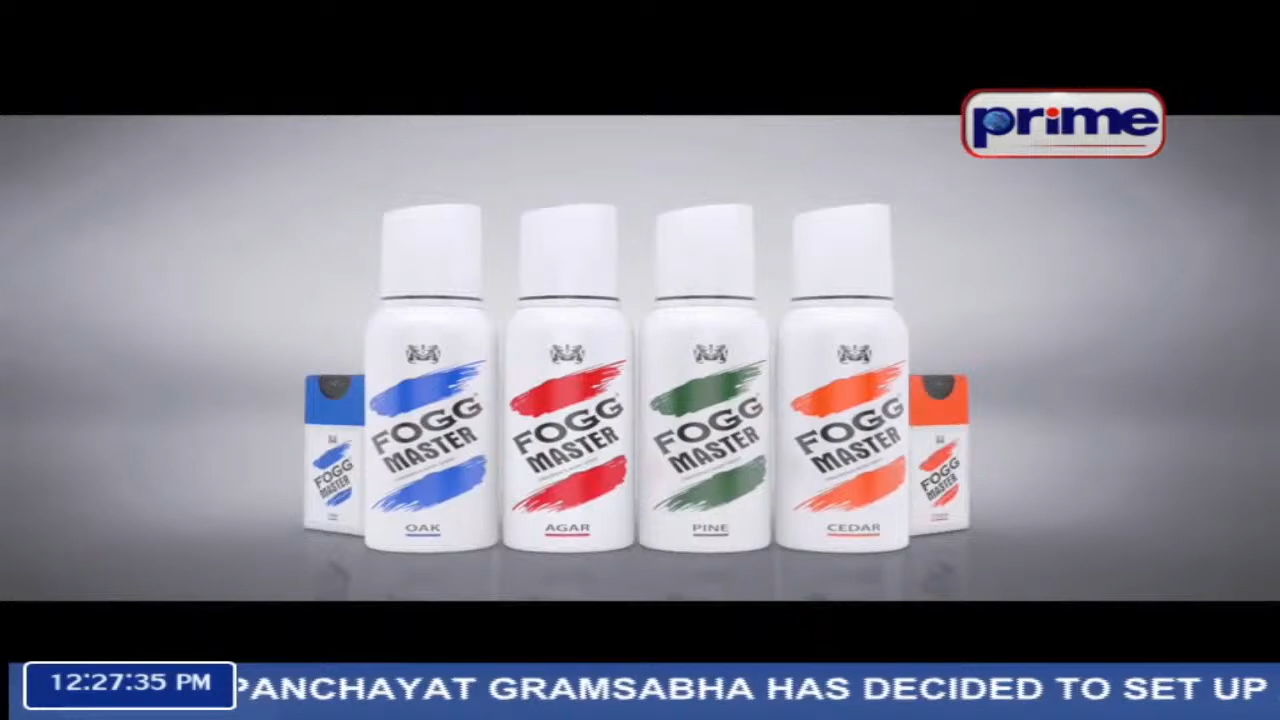 prime
FOGG
MASTER
OAK
FOGG
MASTER
AGAR
FOGG
MASTER
PINE
FOGG
MASTER
CEDAR
FOGG
MASTER
FOGG
MASTER
12:27:35 PM
PANCHAYAT GRAMSABHA HAS DECIDED TO SET UP